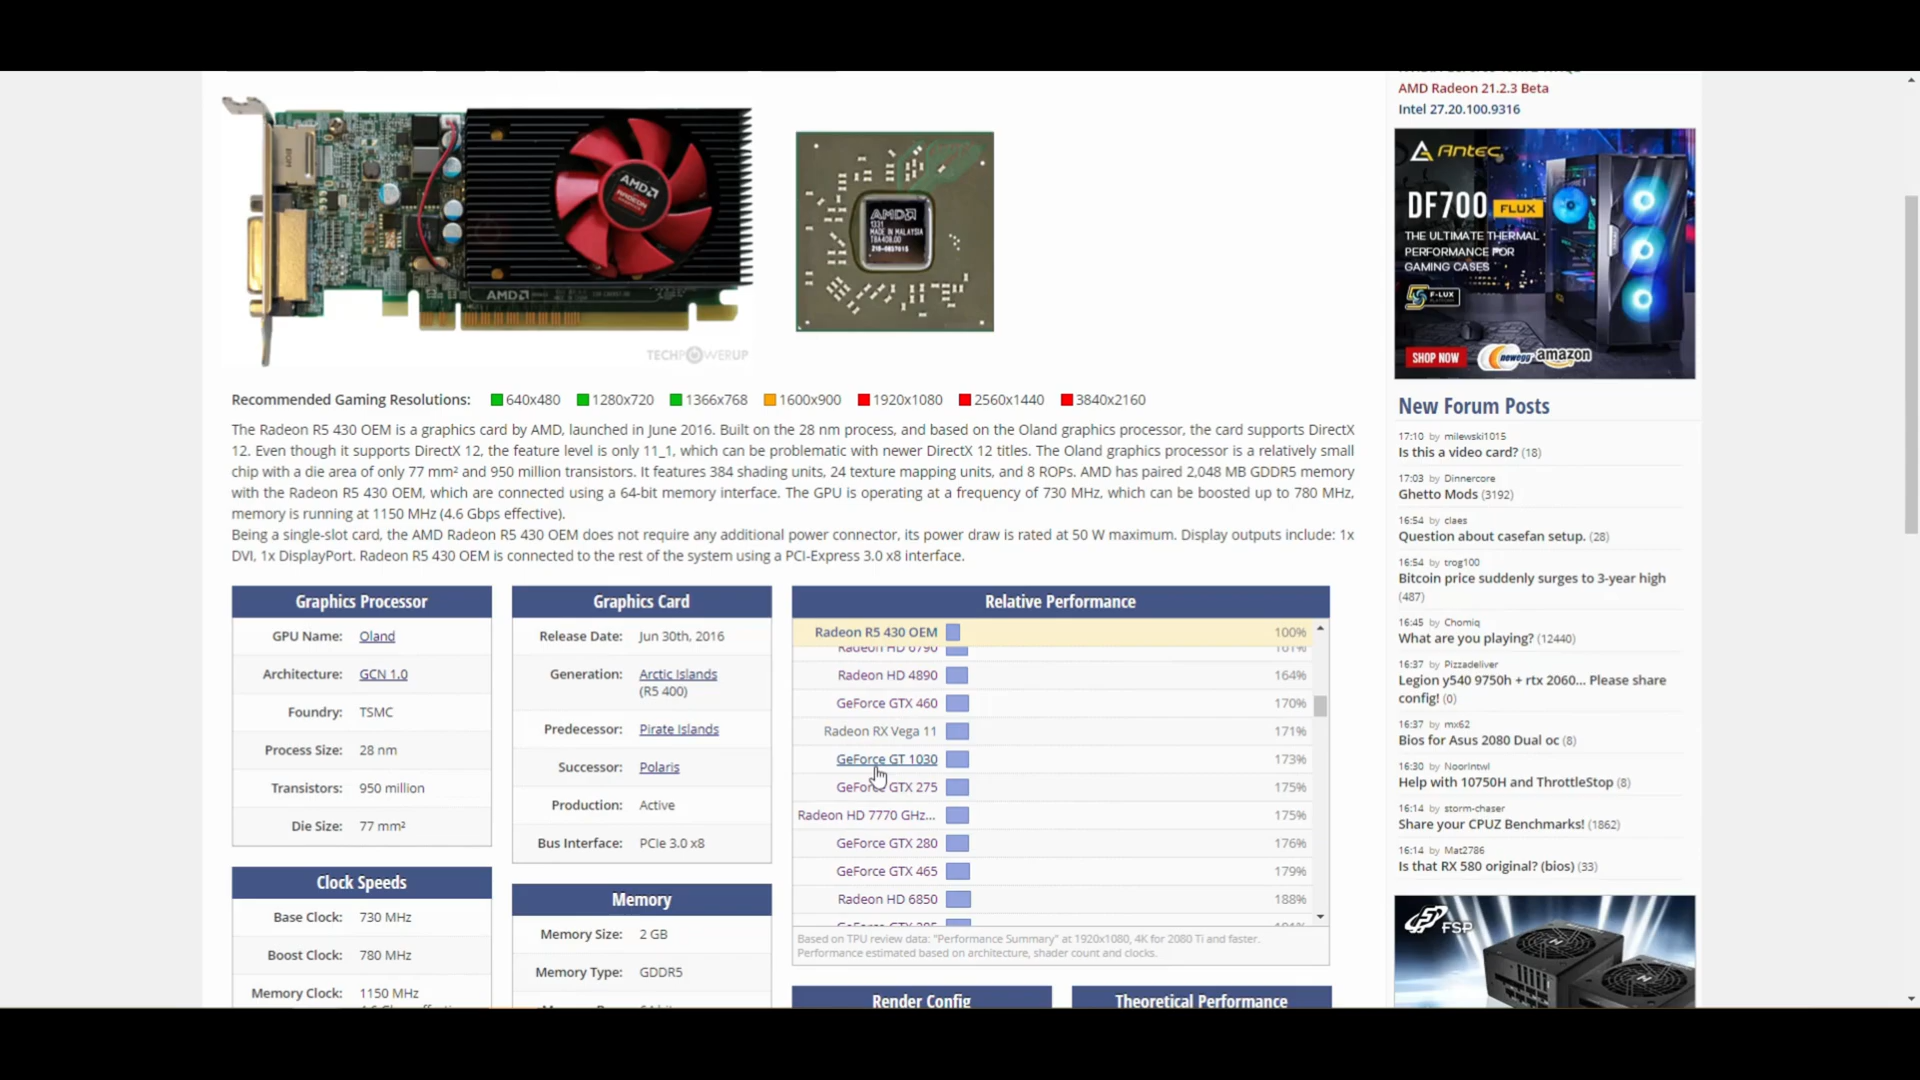 AMD Radeon 21.2.3 Beta
Intel 27.20.100.9316
AMD
RADEON
AMD
TECHPOWERUP
AMD
1331
MADE IN MALAYSIA
Antec
DF700 FLUX
THE ULTIMATE THERMAL
PERFORMANCE FOR
GAMING CASES
F-LUX
PLATFORM
SHOP NOW newegg amazon
Recommended Gaming Resolutions: 640x480 1280x720 1366x768 1600x900 1920x1080 2560x1440 3840x2160
The Radeon R5 430 OEM is a graphics card by AMD, launched in June 2016. Built on the 28 nm process, and based on the Oland graphics processor, the card supports DirectX
12. Even though it supports DirectX 12, the feature level is only 11_1, which can be problematic with newer DirectX 12 titles. The Oland graphics processor is a relatively small
chip with a die area of only 77 mm² and 950 million transistors. It features 384 shading units, 24 texture mapping units, and 8 ROPs. AMD has paired 2,048 MB GDDR5 memory
with the Radeon R5 430 OEM, which are connected using a 64-bit memory interface. The GPU is operating at a frequency of 730 MHz, which can be boosted up to 780 MHz,
memory is running at 1150 MHz (4.6 Gbps effective).
Being a single-slot card, the AMD Radeon R5 430 OEM does not require any additional power connector, its power draw is rated at 50 W maximum. Display outputs include: 1x
DVI, 1x DisplayPort. Radeon R5 430 OEM is connected to the rest of the system using a PCI-Express 3.0 x8 interface.
Graphics Processor
GPU Name: Oland
Architecture: GCN 1.0
Foundry: TSMC
Process Size: 28 nm
Transistors: 950 million
Die Size: 77 mm²
Clock Speeds
Base Clock: 730 MHz
Boost Clock: 780 MHz
Memory Clock: 1150 MHz
Graphics Card
Release Date: Jun 30th, 2016
Generation: Arctic Islands
(R5 400)
Predecessor: Pirate Islands
Successor: Polaris
Production: Active
Bus Interface: PCIe 3.0 x8
Memory
Memory Size: 2 GB
Memory Type: GDDR5
Relative Performance
Radeon R5 430 OEM 100%
Radeon HD 6790 161%
Radeon HD 4890 164%
GeForce GTX 460 170%
Radeon RX Vega 11 171%
GeForce GT 1030 173%
GeForce GTX 275 175%
Radeon HD 7770 GHz... 175%
GeForce GTX 280 176%
GeForce GTX 465 179%
Radeon HD 6850 188%
Based on TPU review data: "Performance Summary" at 1920x1080, 4K for 2080 Ti and faster.
Performance estimated based on architecture, shader count and clocks.
Render Config
Theoretical Performance
New Forum Posts
17:10 by milewski1015
Is this a video card? (18)
17:03 by Dinnercore
Ghetto Mods (3192)
16:54 by claes
Question about casefan setup. (28)
16:54 by trog100
Bitcoin price suddenly surges to 3-year high
(487)
16:45 by Chomiq
What are you playing? (12440)
16:37 by Pizzadeliver
Legion y540 9750h + rtx 2060... Please share
config! (0)
16:37 by mx62
Bios for Asus 2080 Dual oc (8)
16:30 by NoorIntwl
Help with 10750H and ThrottleStop (8)
16:14 by storm-chaser
Share your CPUZ Benchmarks! (1862)
16:14 by Mat2786
Is that RX 580 original? (bios) (33)
FSP